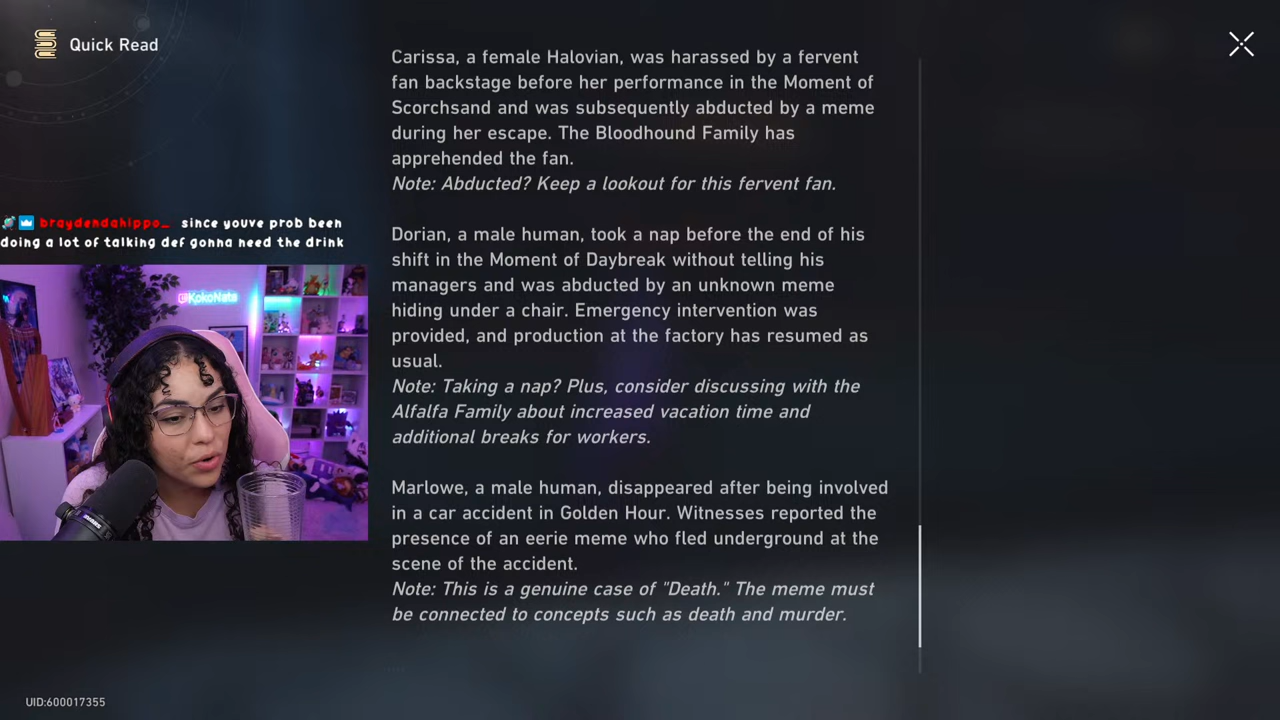 Quick Read
Carissa, a female Halovian, was harassed by a fervent
fan backstage before her performance in the Moment of
Scorchsand and was subsequently abducted by a meme
during her escape. The Bloodhound Family has
apprehended the fan.
Note: Abducted? Keep a lookout for this fervent fan.
Dorian, a male human, took a nap before the end of his
shift in the Moment of Daybreak without telling his
managers and was abducted by an unknown meme
hiding under a chair. Emergency intervention was
provided, and production at the factory has resumed as
usual.
Note: Taking a nap? Plus, consider discussing with the
Alfalfa Family about increased vacation time and
additional breaks for workers.
Marlowe, a male human, disappeared after being involved
in a car accident in Golden Hour. Witnesses reported the
presence of an eerie meme who fled underground at the
scene of the accident.
Note: This is a genuine case of "Death." The meme must
be connected to concepts such as death and murder.
braydendahippo_ since youve prob been
doing a lot of talking def gonna need the drink
@KokoNata
UID:600017355